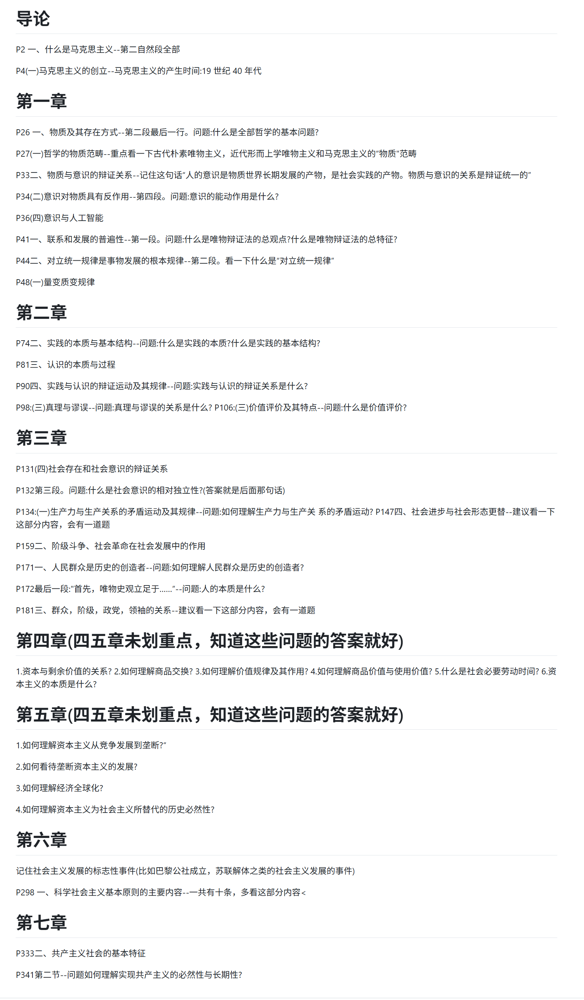 导论
P2 一、什么是马克思主义--第二自然段全部
P4(一)马克思主义的创立--马克思主义的产生时间:19 世纪 40 年代
第一章
P26 一、物质及其存在方式--第二段最后一行。问题:什么是全部哲学的基本问题?
P27(一)哲学的物质范畴--重点看一下古代朴素唯物主义，近代形而上学唯物主义和马克思主义的“物质"范畴
P33二、物质与意识的辩证关系--记住这句话“人的意识是物质世界长期发展的产物，是社会实践的产物。物质与意识的关系是辩证统一的”
P34(二)意识对物质具有反作用--第四段。问题:意识的能动作用是什么?
P36(四)意识与人工智能
P41一、联系和发展的普遍性--第一段。问题:什么是唯物辩证法的总观点?什么是唯物辩证法的总特征?
P44二、对立统一规律是事物发展的根本规律--第二段。看一下什么是“对立统一规律”
P48(一)量变质变规律
第二章
P74二、实践的本质与基本结构--问题:什么是实践的本质?什么是实践的基本结构?
P81三、认识的本质与过程
P90四、实践与认识的辩证运动及其规律--问题:实践与认识的辩证关系是什么?
P98:(三)真理与谬误--问题:真理与谬误的关系是什么? P106:(三)价值评价及其特点--问题:什么是价值评价?
第三章
P131(四)社会存在和社会意识的辩证关系
P132第三段。问题:什么是社会意识的相对独立性?(答案就是后面那句话)
P134:(一)生产力与生产关系的矛盾运动及其规律--问题:如何理解生产力与生产关 系的矛盾运动? P147四、社会进步与社会形态更替--建议看一下
这部分内容，会有一道题
P159二、阶级斗争、社会革命在社会发展中的作用
P171一、人民群众是历史的创造者--问题:如何理解人民群众是历史的创造者?
P172最后一段:"首先，唯物史观立足于......”--问题:人的本质是什么?
P181三、群众，阶级，政党，领袖的关系--建议看一下这部分内容，会有一道题
第四章(四五章未划重点，知道这些问题的答案就好)
1.资本与剩余价值的关系? 2.如何理解商品交换? 3.如何理解价值规律及其作用? 4.如何理解商品价值与使用价值? 5.什么是社会必要劳动时间? 6.资
本主义的本质是什么?
第五章(四五章未划重点，知道这些问题的答案就好)
1.如何理解资本主义从竞争发展到垄断?“
2.如何看待垄断资本主义的发展?
3.如何理解经济全球化?
4.如何理解资本主义为社会主义所替代的历史必然性?
第六章
记住社会主义发展的标志性事件(比如巴黎公社成立，苏联解体之类的社会主义发展的事件)
P298 一、科学社会主义基本原则的主要内容--一共有十条，多看这部分内容<
第七章
P333二、共产主义社会的基本特征
P341第二节--问题如何理解实现共产主义的必然性与长期性?